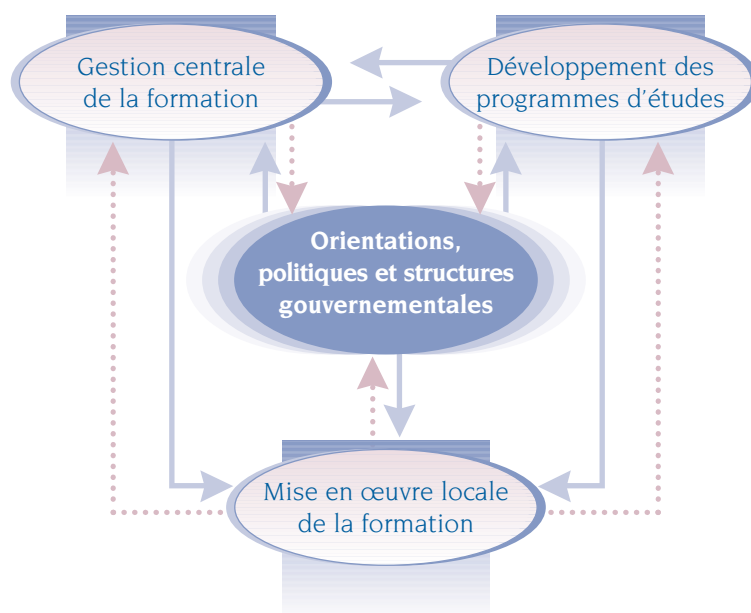 Gestion centrale
de la formation
Développement des
programmes d'études
Orientations,
politiques et structures
gouvernementales
Mise en œuvre locale
de la formation